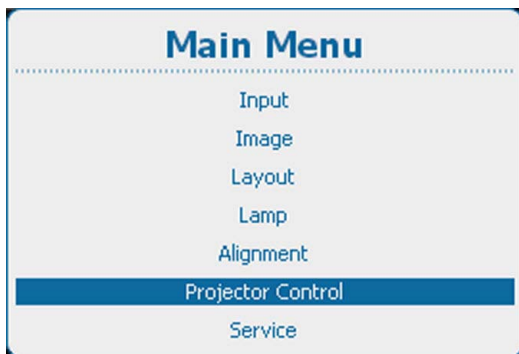 Main Menu
Input
Image
Layout
Lamp
Alignment
Projector Control
Service